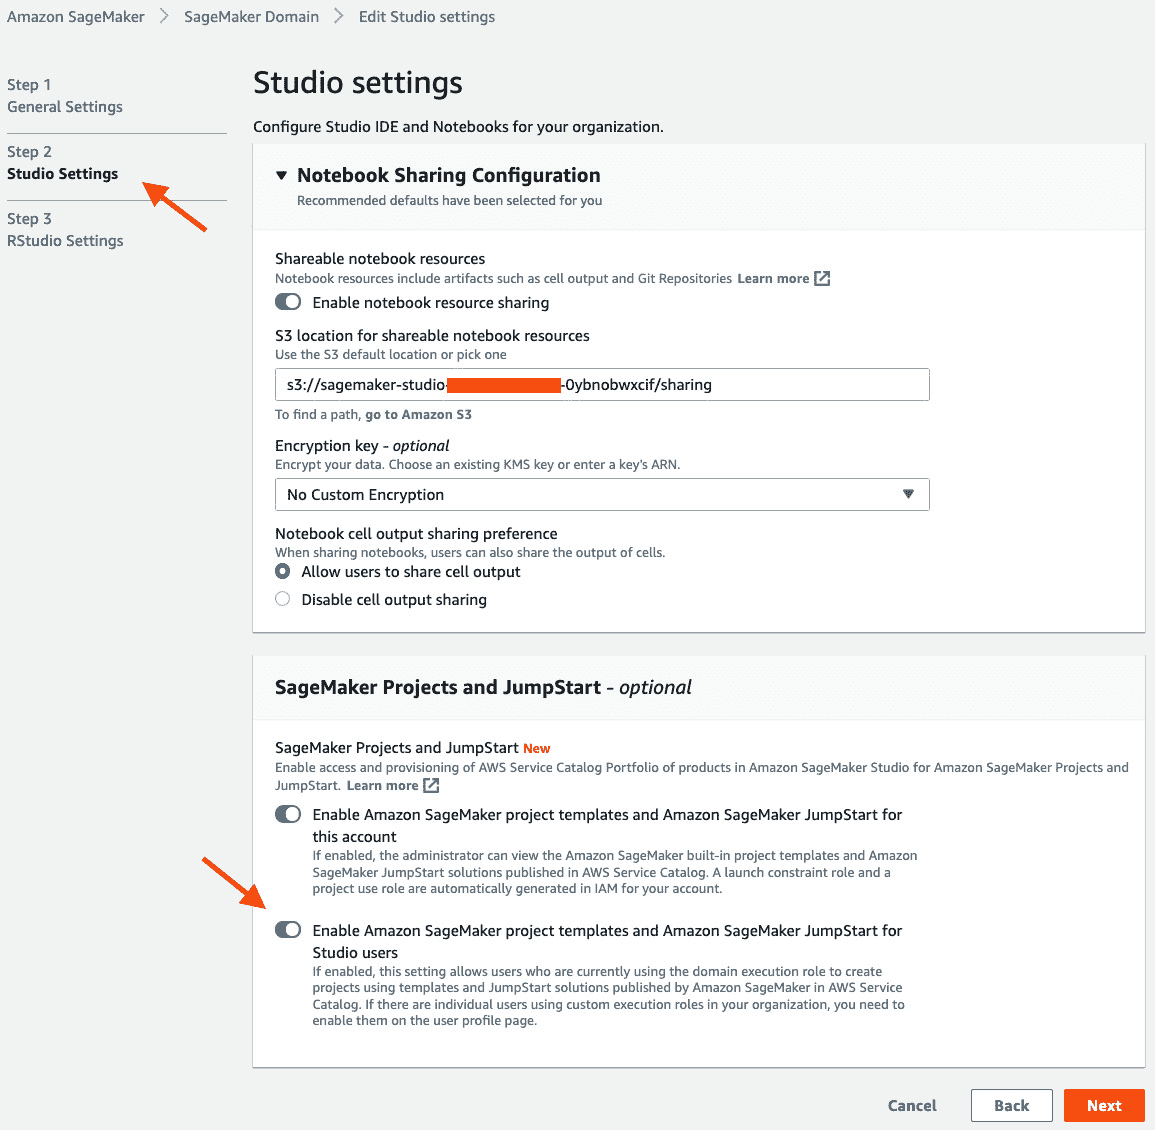 Amazon SageMaker > SageMaker Domain > Edit Studio settings
Step 1
General Settings
Step 2
Studio Settings
Step 3
RStudio Settings
Studio settings
Configure Studio IDE and Notebooks for your organization.
Notebook Sharing Configuration
Recommended defaults have been selected for you
Shareable notebook resources
Notebook resources include artifacts such as cell output and Git Repositories Learn more
Enable notebook resource sharing
S3 location for shareable notebook resources
Use the S3 default location or pick one
s3://sagemaker-studio- -0ybnobwxcif/sharing
To find a path, go to Amazon S3
Encryption key - optional
Encrypt your data. Choose an existing KMS key or enter a key's ARN.
No Custom Encryption
Notebook cell output sharing preference
When sharing notebooks, users can also share the output of cells.
Allow users to share cell output
Disable cell output sharing
SageMaker Projects and JumpStart - optional
SageMaker Projects and JumpStart New
Enable access and provisioning of AWS Service Catalog Portfolio of products in Amazon SageMaker Studio for Amazon SageMaker Projects and
JumpStart. Learn more
Enable Amazon SageMaker project templates and Amazon SageMaker JumpStart for
this account
If enabled, the administrator can view the Amazon SageMaker built-in project templates and Amazon
SageMaker JumpStart solutions published in AWS Service Catalog. A launch constraint role and a
project use role are automatically generated in IAM for your account.
Enable Amazon SageMaker project templates and Amazon SageMaker JumpStart for
Studio users
If enabled, this setting allows users who are currently using the domain execution role to create
projects using templates and JumpStart solutions published by Amazon SageMaker in AWS Service
Catalog. If there are individual users using custom execution roles in your organization, you need to
enable them on the user profile page.
Cancel Back Next